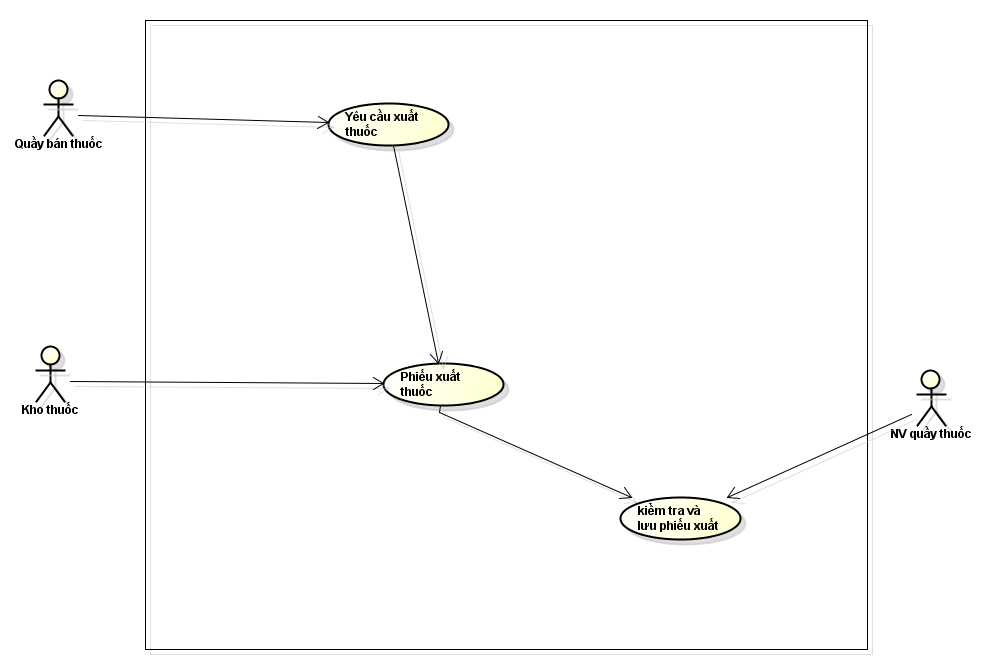 Yêu cầu xuất
thuốc
Quầy bán thuốc
Phiếu xuất
thuốc
Kho thuốc
NV quầy thuốc
kiểm tra và
lưu phiếu xuất